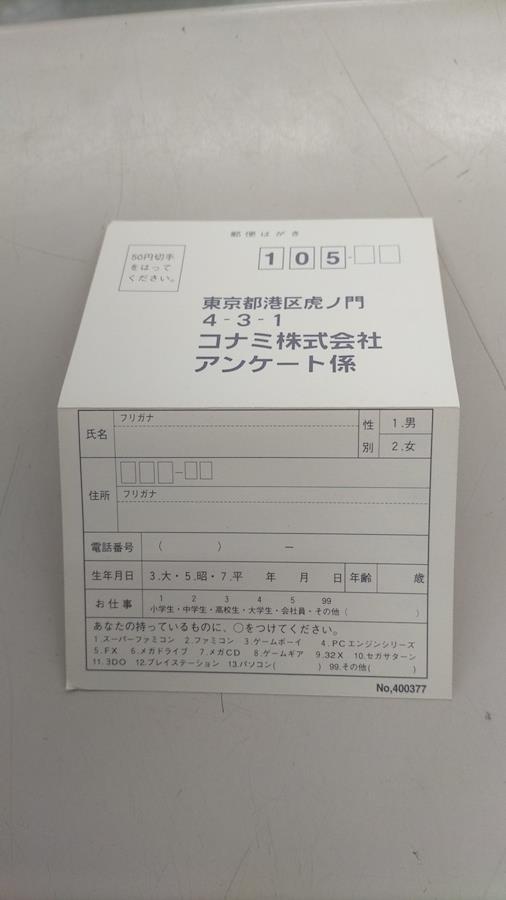 郵便はがき
50円切手
をはって
ください。
105-
東京都港区虎ノ門
4-3-1
コナミ株式会社
アンケート係
フリガナ
氏名
性別
1.男
2.女
住所
フリガナ
電話番号 ( ) ー
生年月日 3.大・5.昭・7.平 年 月 日 年齢 歳
お仕事
1 2 3 4 5 99
小学生・中学生・高校生・大学生・会社員・その他( )
あなたの持っているものに、○をつけてください。
1.スーパーファミコン 2.ファミコン 3.ゲームボーイ 4.PCエンジンシリーズ
5.FX 6.メガドライブ 7.メガCD 8.ゲームギア 9.32X 10.セガサターン
11.3DO 12.プレイステーション 13.パソコン( ) 99.その他( )
No,400377